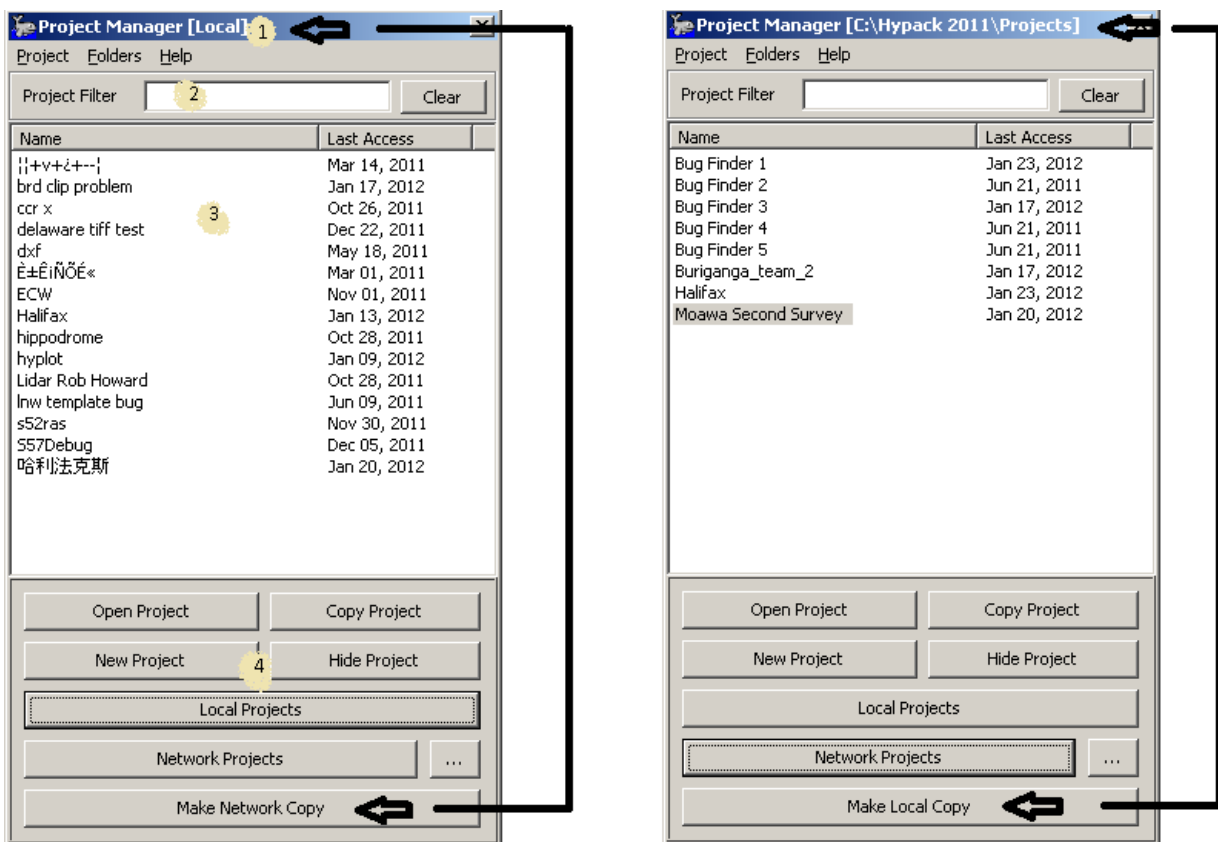 Project Manager [Local] 1
Project Folders Help
Project Filter 2 Clear
Name Last Access
¦¦+v+¿+--¦ Mar 14, 2011
brd clip problem Jan 17, 2012
ccr x Oct 26, 2011
3
delaware tiff test Dec 22, 2011
dxf May 18, 2011
È±ÊiÑÕÉ« Mar 01, 2011
ECW Nov 01, 2011
Halifax Jan 13, 2012
hippodrome Oct 28, 2011
hyplot Jan 09, 2012
Lidar Rob Howard Oct 28, 2011
lnw template bug Jun 09, 2011
s52ras Nov 30, 2011
S57Debug Dec 05, 2011
哈利法克斯 Jan 20, 2012
Open Project Copy Project
New Project 4 Hide Project
Local Projects
Network Projects ...
Make Network Copy
Project Manager [C:\Hypack 2011\Projects]
Project Folders Help
Project Filter Clear
Name Last Access
Bug Finder 1 Jan 23, 2012
Bug Finder 2 Jun 21, 2011
Bug Finder 3 Jan 17, 2012
Bug Finder 4 Jun 21, 2011
Bug Finder 5 Jun 21, 2011
Buriganga_team_2 Jan 17, 2012
Halifax Jan 23, 2012
Moawa Second Survey Jan 20, 2012
Open Project Copy Project
New Project Hide Project
Local Projects
Network Projects ...
Make Local Copy